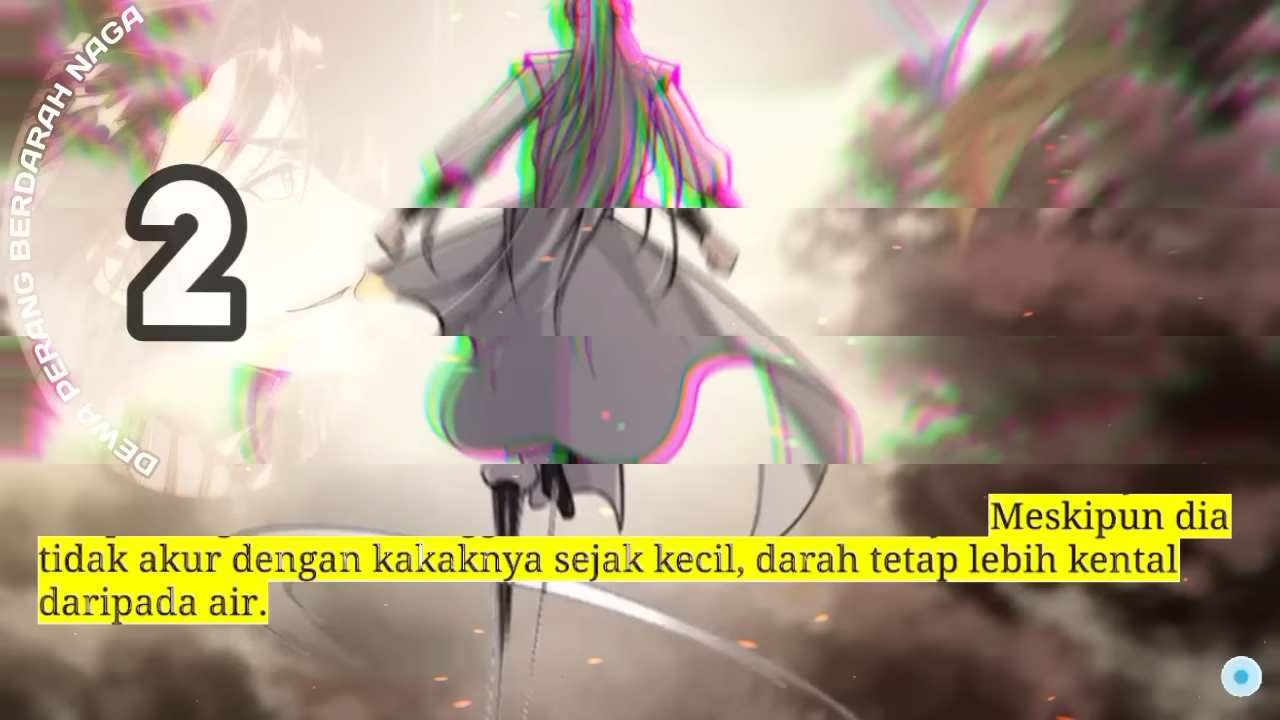 DEWA PERANG BERDARAH NAGA
2
Meskipun dia
tidak akur dengan kakaknya sejak kecil, darah tetap lebih kental
daripada air.